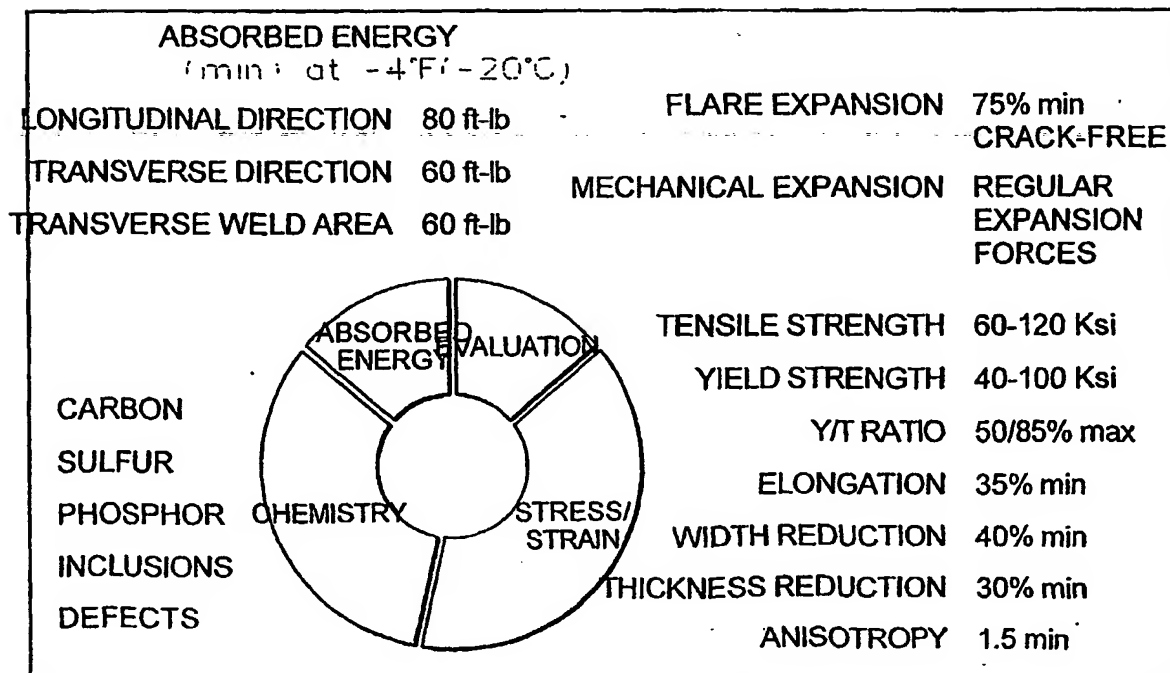 ABSORBED ENERGY
(min) at -4°F(-20°C)
LONGITUDINAL DIRECTION 80 ft-lb
TRANSVERSE DIRECTION 60 ft-lb
TRANSVERSE WELD AREA 60 ft-lb
FLARE EXPANSION 75% min
CRACK-FREE
MECHANICAL EXPANSION REGULAR
EXPANSION
FORCES
ABSORBED
ENERGY
EVALUATION
CHEMISTRY
STRESS/
STRAIN
CARBON
SULFUR
PHOSPHOR
INCLUSIONS
DEFECTS
TENSILE STRENGTH 60-120 Ksi
YIELD STRENGTH 40-100 Ksi
Y/T RATIO 50/85% max
ELONGATION 35% min
WIDTH REDUCTION 40% min
THICKNESS REDUCTION 30% min
ANISOTROPY 1.5 min